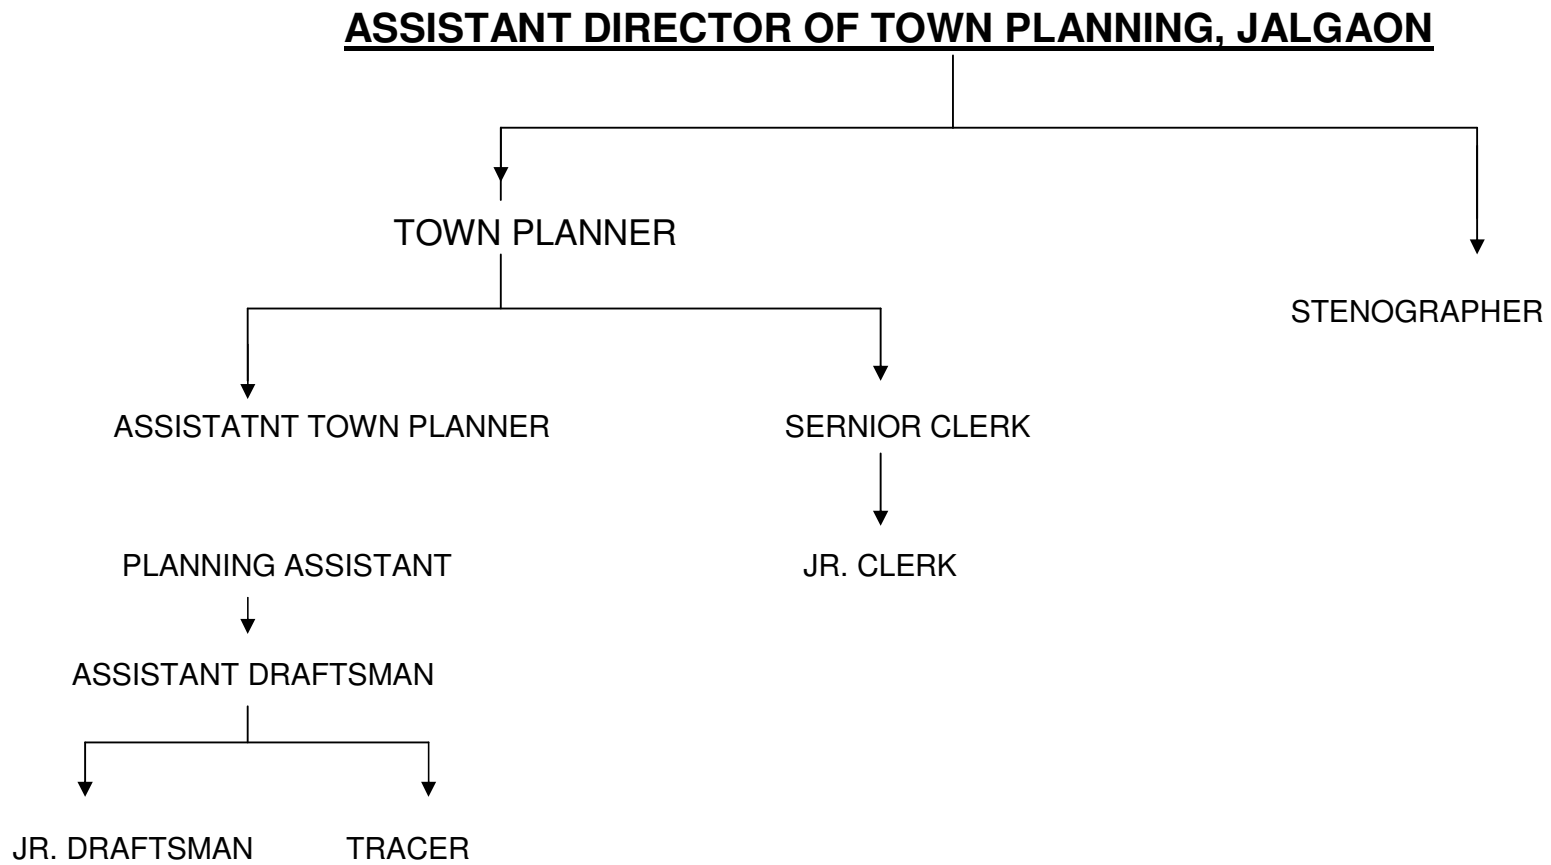 ASSISTANT DIRECTOR OF TOWN PLANNING, JALGAON
TOWN PLANNER
STENOGRAPHER
ASSISTATNT TOWN PLANNER
SERNIOR CLERK
PLANNING ASSISTANT
JR. CLERK
ASSISTANT DRAFTSMAN
JR. DRAFTSMAN
TRACER